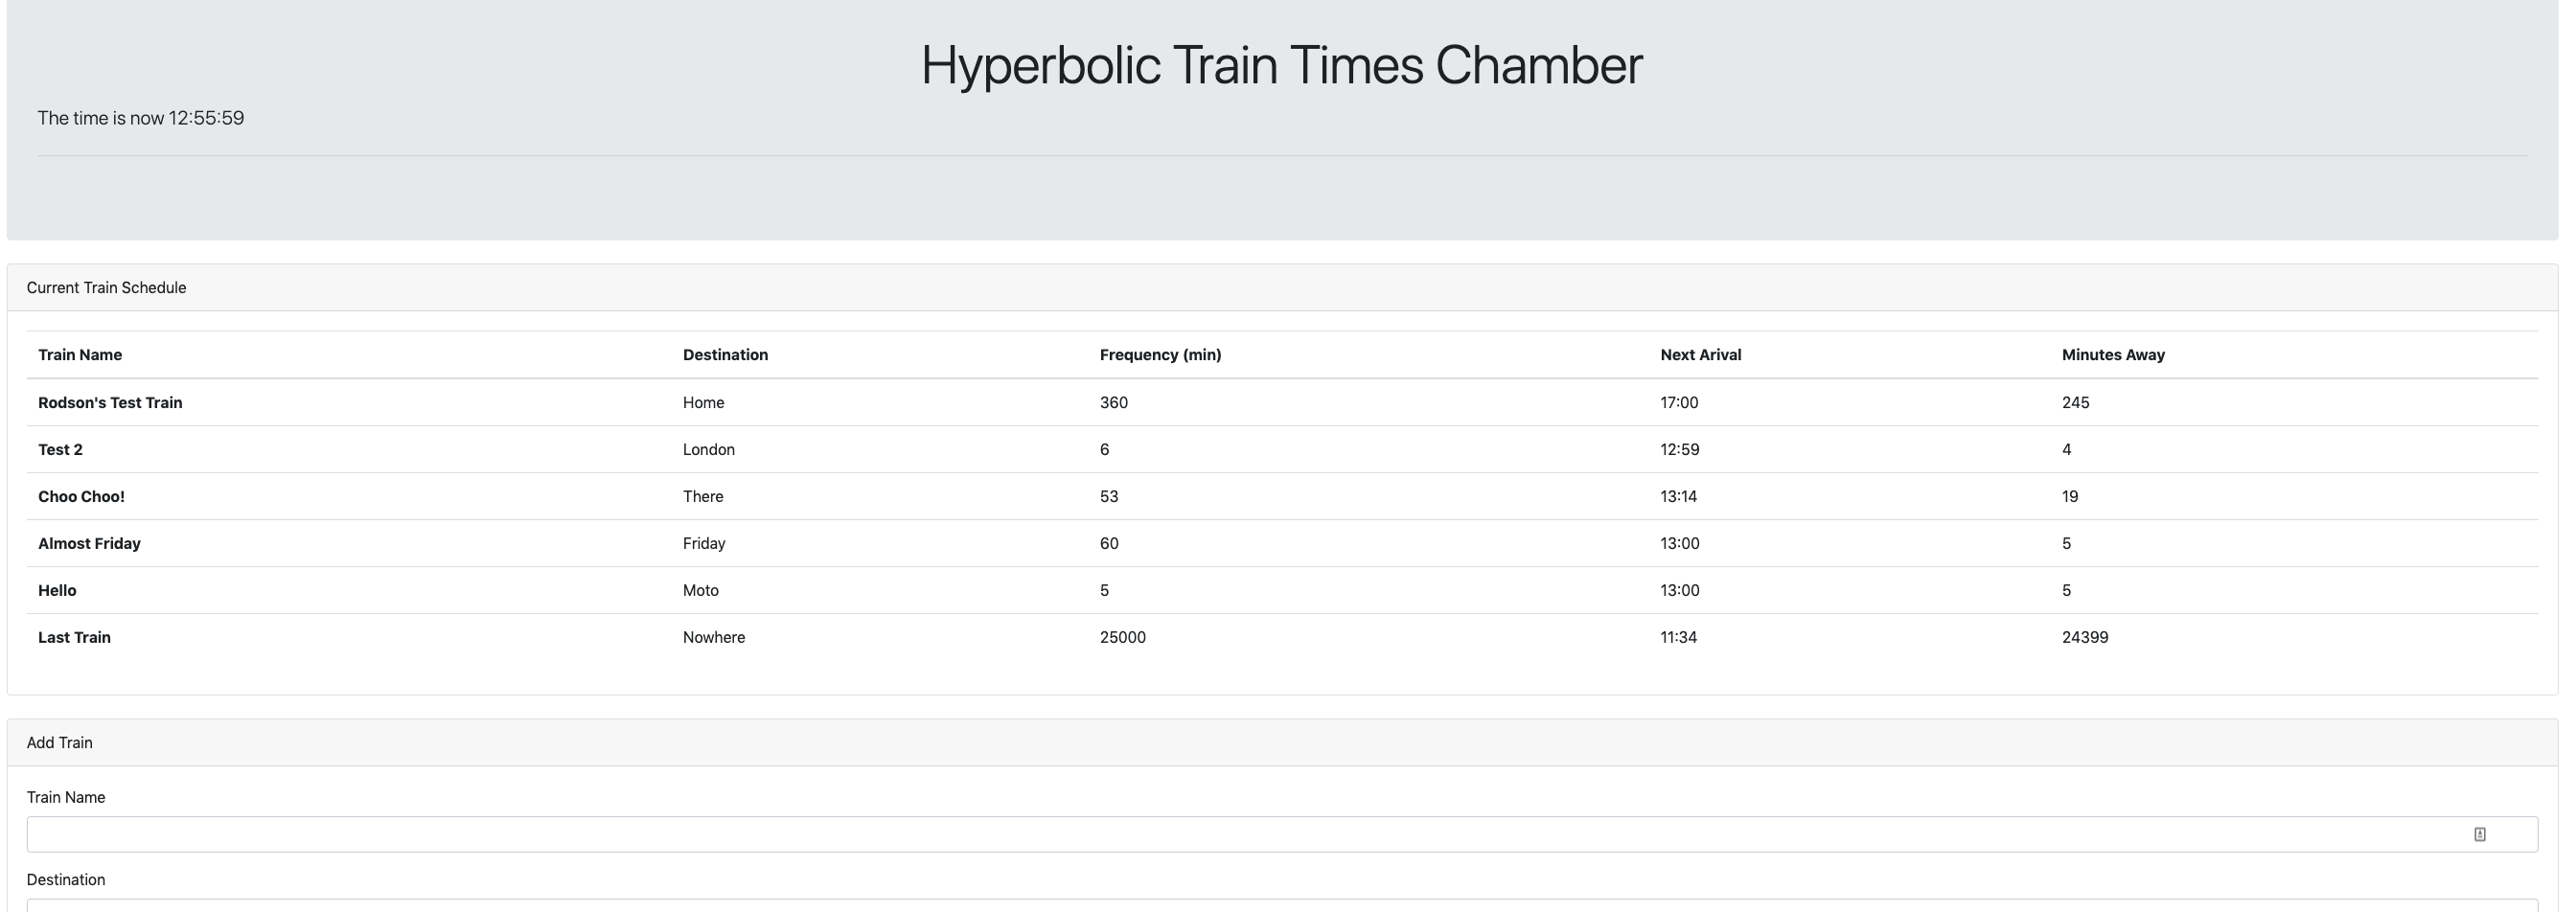 Hyperbolic Train Times Chamber
The time is now 12:55:59
Current Train Schedule
Train Name Destination Frequency (min) Next Arival Minutes Away
Rodson's Test Train Home 360 17:00 245
Test 2 London 6 12:59 4
Choo Choo! There 53 13:14 19
Almost Friday Friday 60 13:00 5
Hello Moto 5 13:00 5
Last Train Nowhere 25000 11:34 24399
Add Train
Train Name
Destination